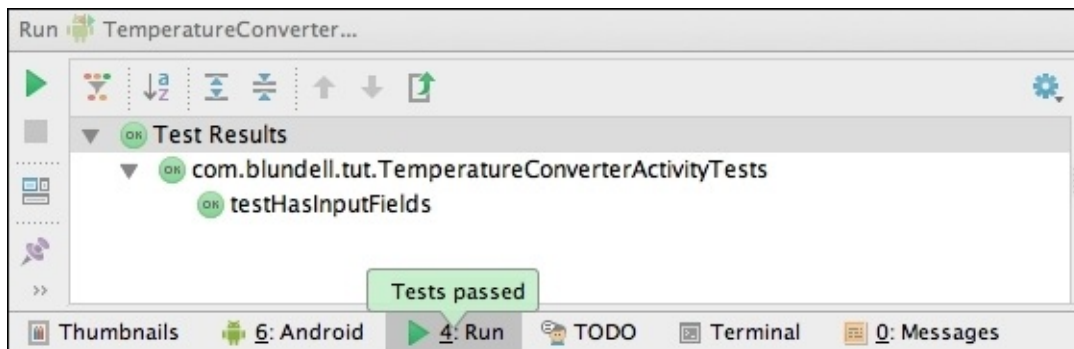 Run TemperatureConverter...
OK Test Results
OK com.blundell.tut.TemperatureConverterActivityTests
OK testHasInputFields
Tests passed
Thumbnails 6: Android 4: Run TODO Terminal 0: Messages